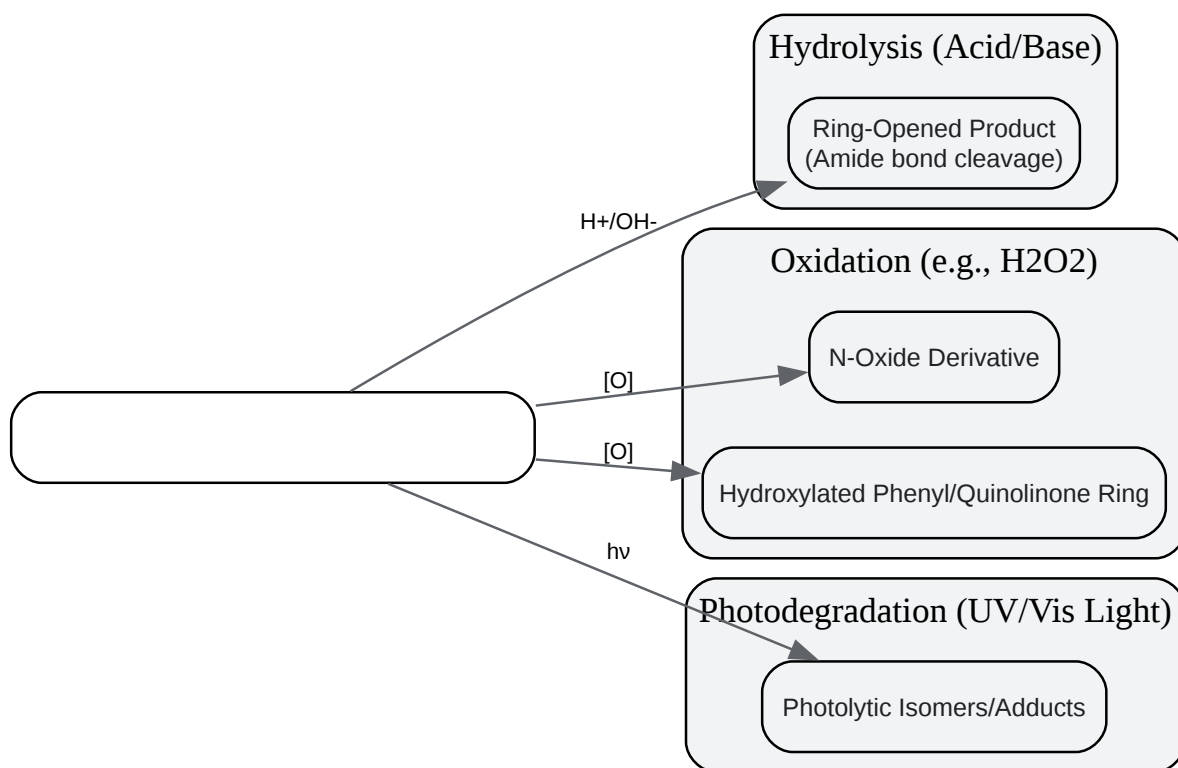 Hydrolysis (Acid/Base)
Ring-Opened Product
(Amide bond cleavage)
H+/OH-
Oxidation (e.g., H2O2)
N-Oxide Derivative
[O]
[O]
Hydroxylated Phenyl/Quinolinone Ring
hν
Photodegradation (UV/Vis Light)
Photolytic Isomers/Adducts